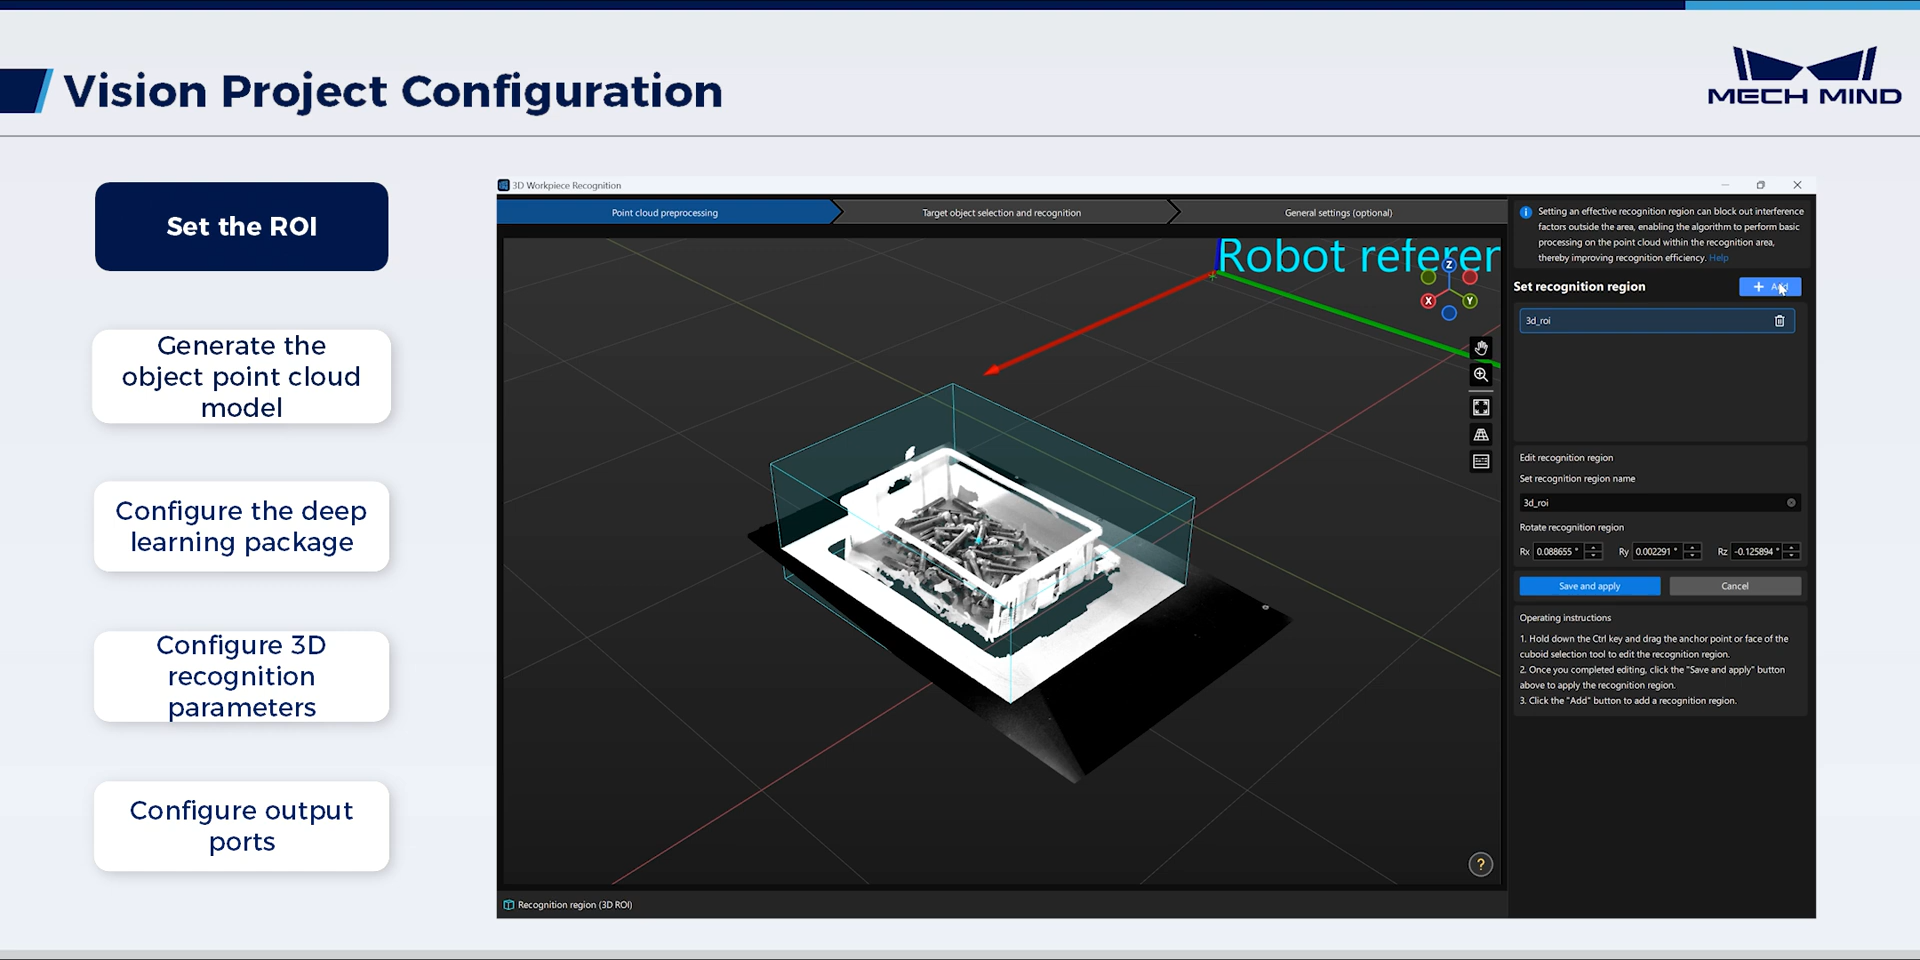 Vision Project Configuration
MECH MIND
Set the ROI
Generate the
object point cloud
model
Configure the deep
learning package
Configure 3D
recognition
parameters
Configure output
ports
3D Workpiece Recognition
Point cloud preprocessing
Target object selection and recognition
General settings (optional)
Robot referen
Z
X
Y
?
Recognition region (3D ROI)
Setting an effective recognition region can block out interference
factors outside the area, enabling the algorithm to perform basic
processing on the point cloud within the recognition area,
thereby improving recognition efficiency. Help
Set recognition region
+ Add
3d_roi
Edit recognition region
Set recognition region name
3d_roi
Rotate recognition region
Rx 0.088655 ° Ry 0.002291 ° Rz -0.125894 °
Save and apply
Cancel
Operating instructions
1. Hold down the Ctrl key and drag the anchor point or face of the
cuboid selection tool to edit the recognition region.
2. Once you completed editing, click the "Save and apply" button
above to apply the recognition region.
3. Click the "Add" button to add a recognition region.